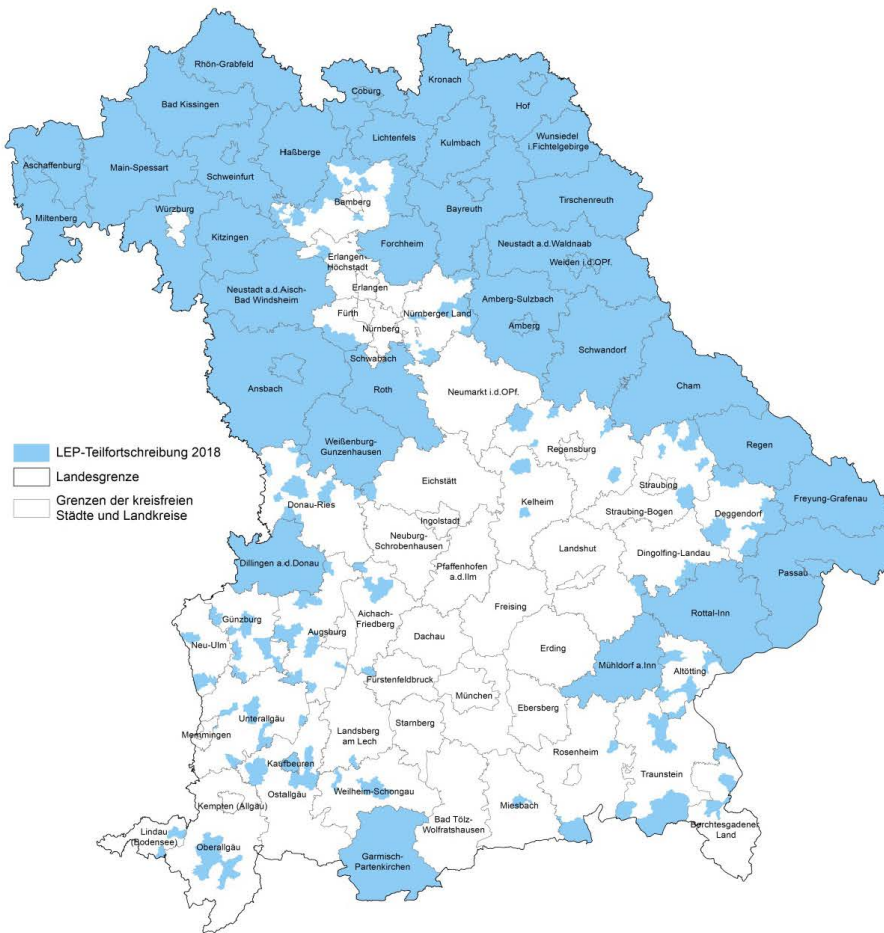 Rhön-Grabfeld
Kronach
Coburg
Hof
Bad Kissingen
Lichtenfels
Kulmbach
Wunsiedel
i.Fichtelgebirge
Haßberge
Aschaffenburg
Main-Spessart
Schweinfurt
Tirschenreuth
Bamberg
Bayreuth
Miltenberg
Würzburg
Kitzingen
Forchheim
Neustadt a.d.Waldnaab
Erlangen-
Höchstadt
Weiden i.d.OPf.
Neustadt a.d.Aisch-
Bad Windsheim
Erlangen
Amberg-Sulzbach
Fürth
Nürnberger Land
Amberg
Nürnberg
Schwandorf
Schwabach
Ansbach
Roth
Neumarkt i.d.OPf.
Cham
Weißenburg-
Gunzenhausen
LEP-Teilfortschreibung 2018
Landesgrenze
Grenzen der kreisfreien
Städte und Landkreise
Regensburg
Regen
Eichstätt
Straubing
Donau-Ries
Kelheim
Freyung-Grafenau
Straubing-Bogen
Deggendorf
Ingolstadt
Neuburg-
Schrobenhausen
Landshut
Dingolfing-Landau
Dillingen a.d.Donau
Pfaffenhofen
a.d.Ilm
Passau
Freising
Rottal-Inn
Günzburg
Aichach-
Friedberg
Augsburg
Dachau
Neu-Ulm
Erding
Mühldorf a.Inn
Altötting
Fürstenfeldbruck
München
Ebersberg
Unterallgäu
Landsberg
am Lech
Starnberg
Memmingen
Rosenheim
Kaufbeuren
Traunstein
Ostallgäu
Weilheim-Schongau
Kempten (Allgäu)
Bad Tölz-
Wolfratshausen
Miesbach
Berchtesgadener
Land
Lindau
(Bodensee)
Oberallgäu
Garmisch-
Partenkirchen